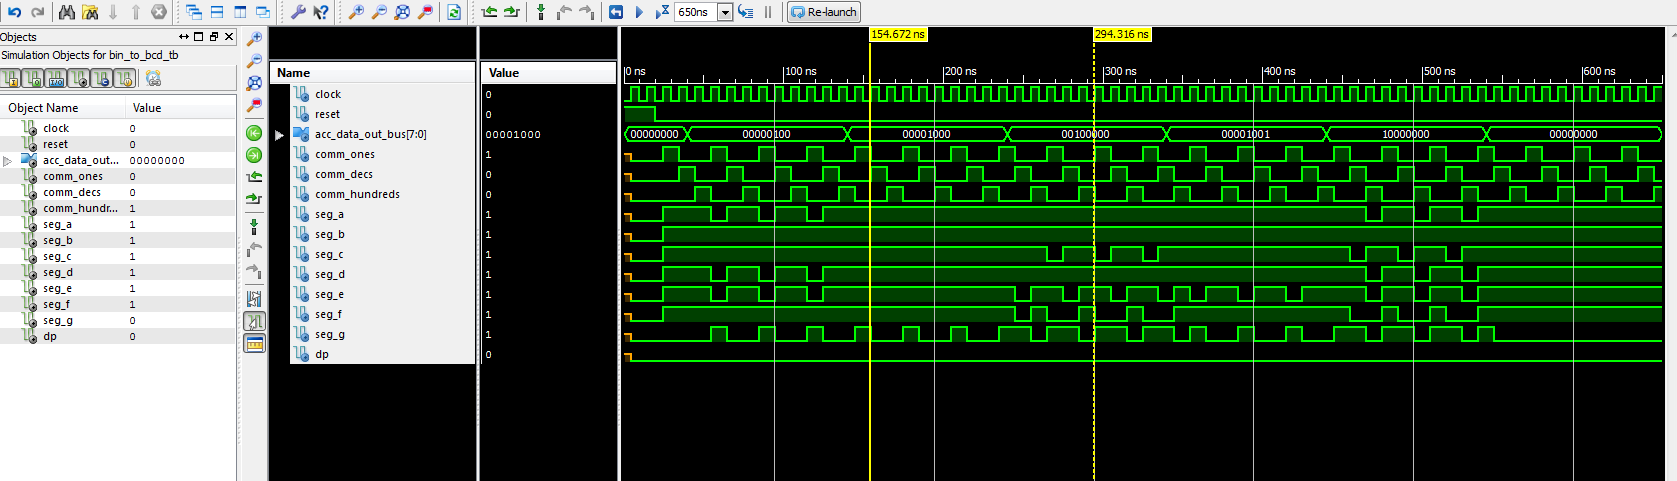 650ns
Re-launch
Objects
Simulation Objects for bin_to_bcd_tb
Object Name Value
clock 0
reset 0
acc_data_out... 00000000
comm_ones 0
comm_decs 0
comm_hundr... 1
seg_a 1
seg_b 1
seg_c 1
seg_d 1
seg_e 1
seg_f 1
seg_g 0
dp 0
Name Value
clock 0
reset 0
acc_data_out_bus[7:0] 00001000
comm_ones 1
comm_decs 0
comm_hundreds 0
seg_a 1
seg_b 1
seg_c 1
seg_d 1
seg_e 1
seg_f 1
seg_g 1
dp 0
154.672 ns 294.316 ns
0 ns 100 ns 200 ns 300 ns 400 ns 500 ns 600 ns
00000000 00000100 00001000 00100000 00001001 10000000 00000000